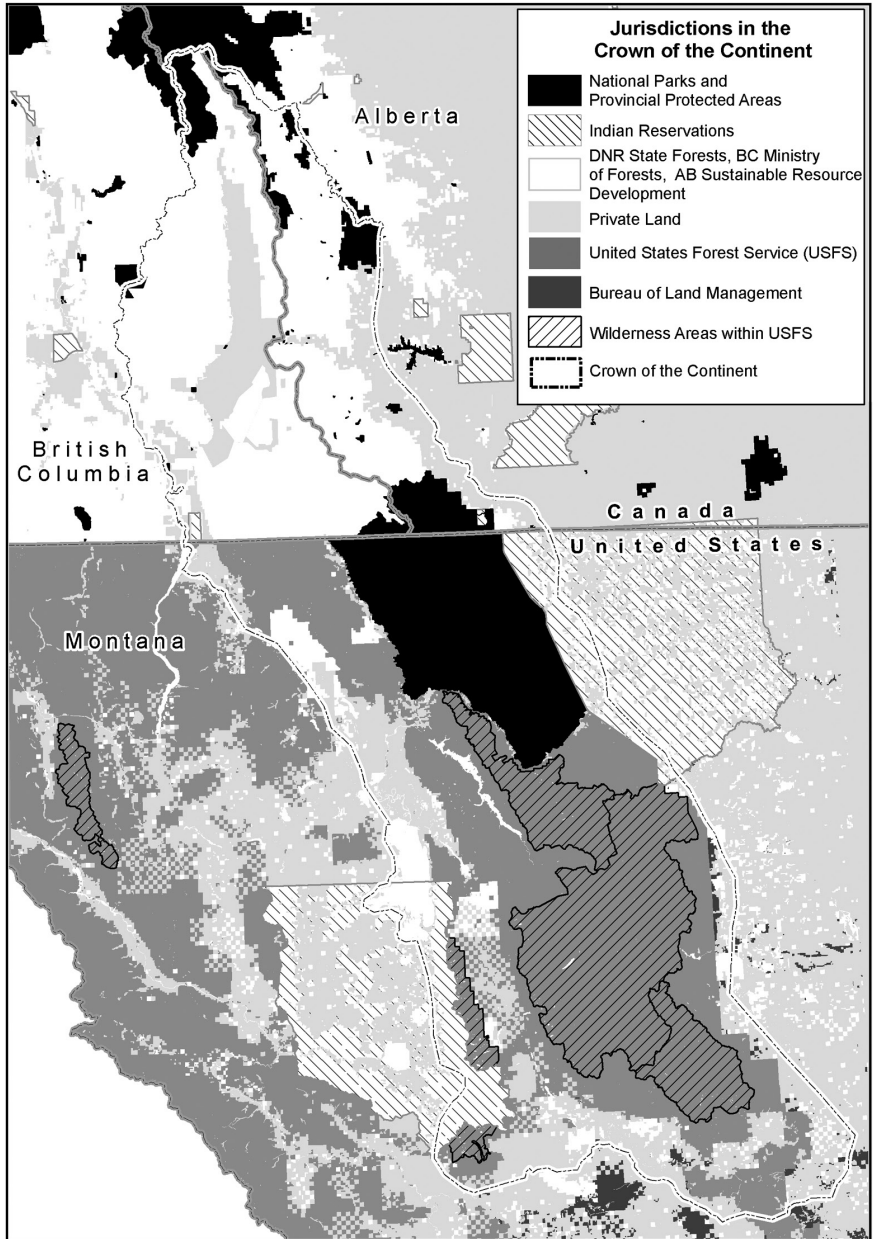 Jurisdictions in the
Crown of the Continent
National Parks and
Provincial Protected Areas
Indian Reservations
DNR State Forests, BC Ministry
of Forests, AB Sustainable Resource
Development
Private Land
United States Forest Service (USFS)
Bureau of Land Management
Wilderness Areas within USFS
Crown of the Continent
Alberta
British
Columbia
Canada
United States
Montana